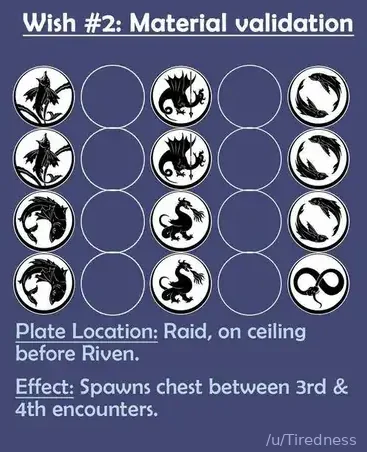 Wish #2: Material validation
Plate Location: Raid, on ceiling
before Riven.
Effect: Spawns chest between 3rd &
4th encounters.
/u/Tiredness